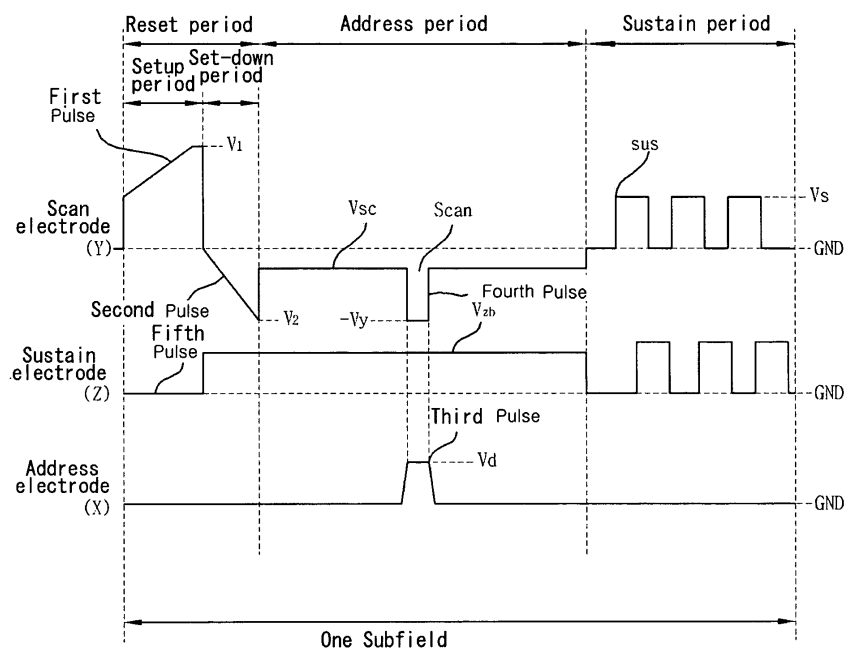 Reset period
Address period
Sustain period
Setup period
Set-down period
First Pulse
V1
sus
Vs
Scan electrode (Y)
Vsc
Scan
GND
Second Pulse
V2
-Vy
Fourth Pulse
Vzb
Fifth Pulse
Sustain electrode (Z)
GND
Third Pulse
Vd
Address electrode (X)
GND
One Subfield